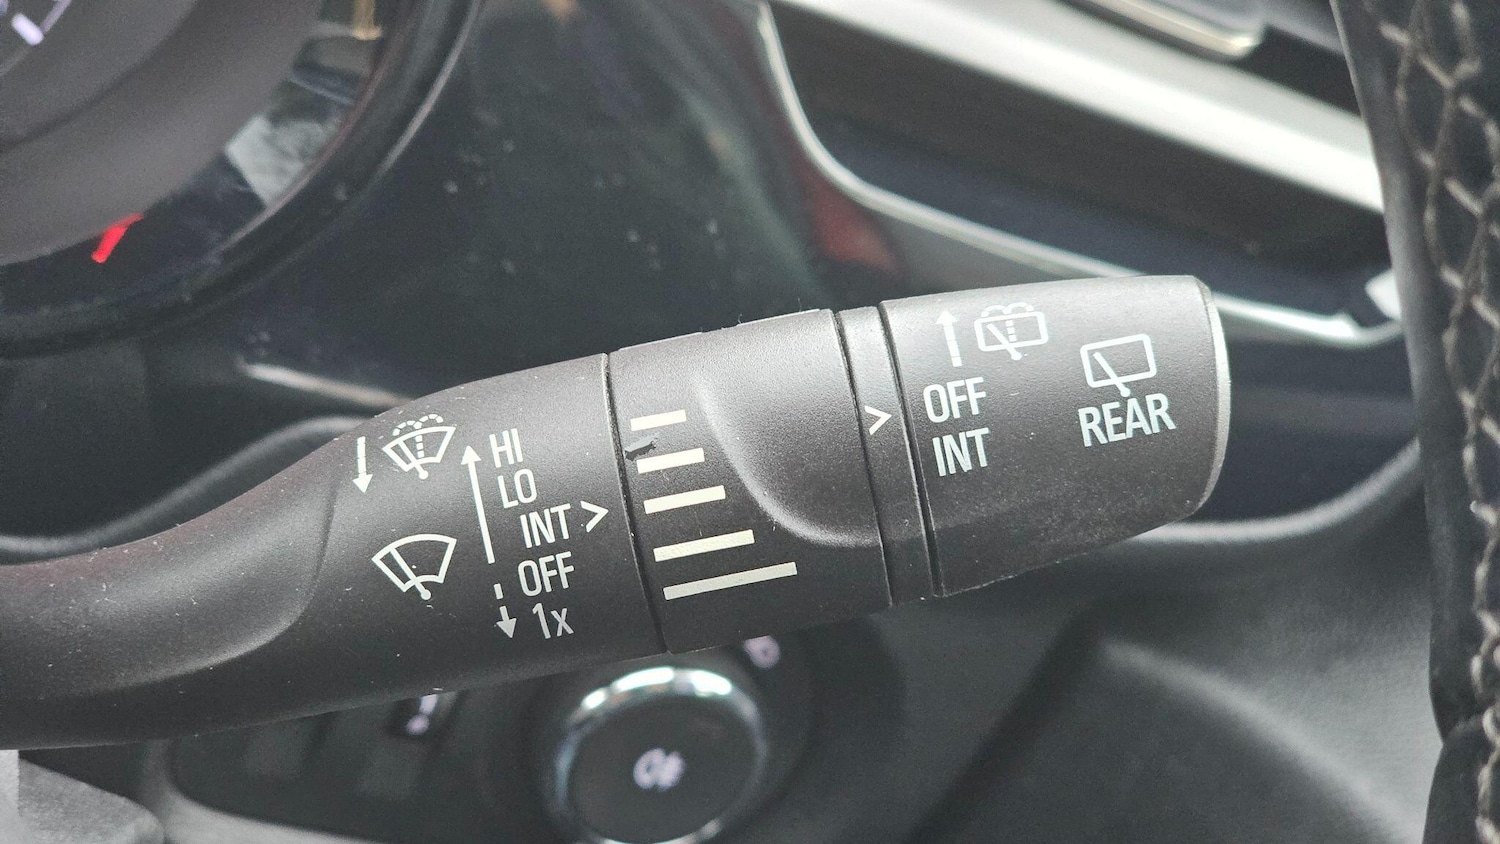 HI
LO
INT >
OFF
1x
>
OFF
INT
REAR